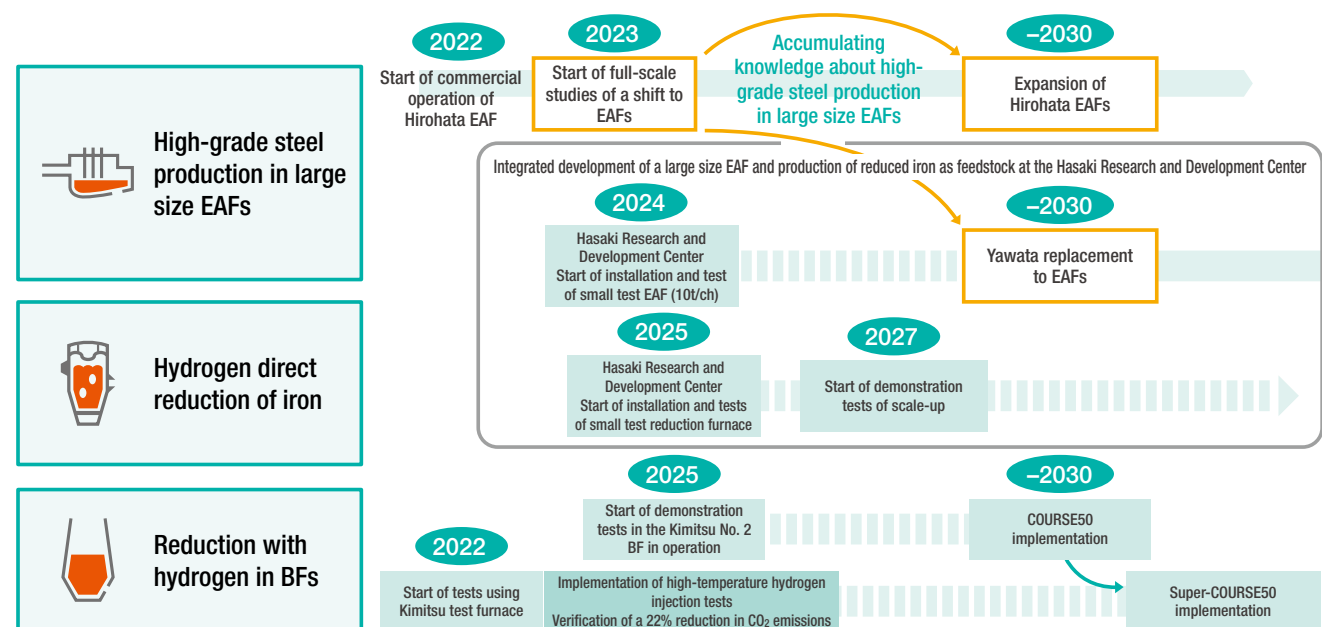 High-grade steel
production in large
size EAFs
2022
Start of commercial
operation of
Hirohata EAF
2023
Start of full-scale
studies of a shift to
EAFs
Accumulating
knowledge about high-
grade steel production
in large size EAFs
–2030
Expansion of
Hirohata EAFs
Integrated development of a large size EAF and production of reduced iron as feedstock at the Hasaki Research and Development Center
2024
Hasaki Research and
Development Center
Start of installation and test
of small test EAF (10t/ch)
–2030
Yawata replacement
to EAFs
Hydrogen direct
reduction of iron
2025
Hasaki Research and
Development Center
Start of installation and tests
of small test reduction furnace
2027
Start of demonstration
tests of scale-up
Reduction with
hydrogen in BFs
2025
Start of demonstration
tests in the Kimitsu No. 2
BF in operation
–2030
COURSE50
implementation
2022
Start of tests using
Kimitsu test furnace
Implementation of high-temperature hydrogen
injection tests
Verification of a 22% reduction in CO₂ emissions
Super-COURSE50
implementation